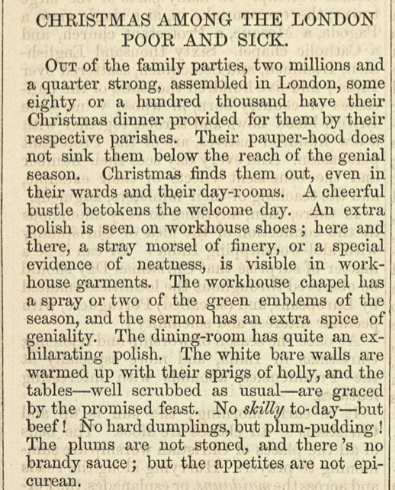 CHRISTMAS AMONG THE LONDON
POOR AND SICK.
OUT of the family parties, two millions and
a quarter strong, assembled in London, some
eighty or a hundred thousand have their
Christmas dinner provided for them by their
respective parishes. Their pauper-hood does
not sink them below the reach of the genial
season. Christmas finds them out, even in
their wards and their day-rooms. A cheerful
bustle betokens the welcome day. An extra
polish is seen on workhouse shoes; here and
there, a stray morsel of finery, or a special
evidence of neatness, is visible in work-
house garments. The workhouse chapel has
a spray or two of the green emblems of the
season, and the sermon has an extra spice of
geniality. The dining-room has quite an ex-
hilarating polish. The white bare walls are
warmed up with their sprigs of holly, and the
tables—well scrubbed as usual—are graced
by the promised feast. No skilly to-day—but
beef! No hard dumplings, but plum-pudding!
The plums are not stoned, and there's no
brandy sauce; but the appetites are not epi-
curean.